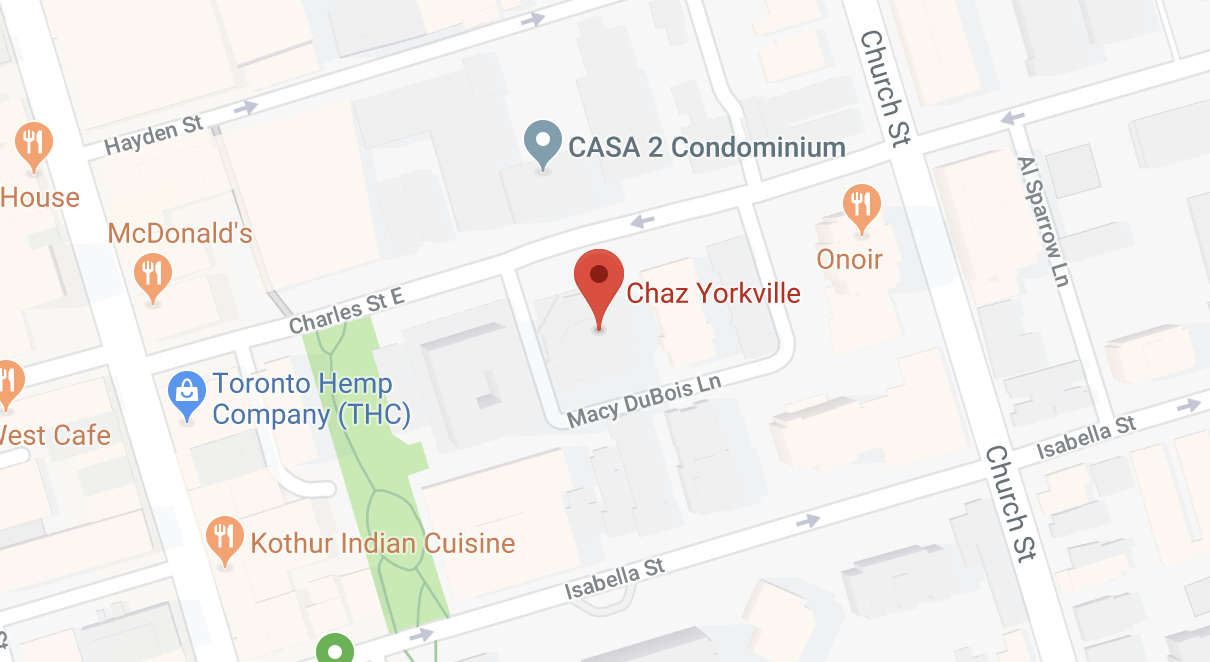 Church St
Hayden St
CASA 2 Condominium
House
McDonald's
Al Sparrow Ln
Onoir
Chaz Yorkville
Charles St E
Toronto Hemp
Company (THC)
Macy DuBois Ln
West Cafe
Isabella St
Church St
Kothur Indian Cuisine
Isabella St